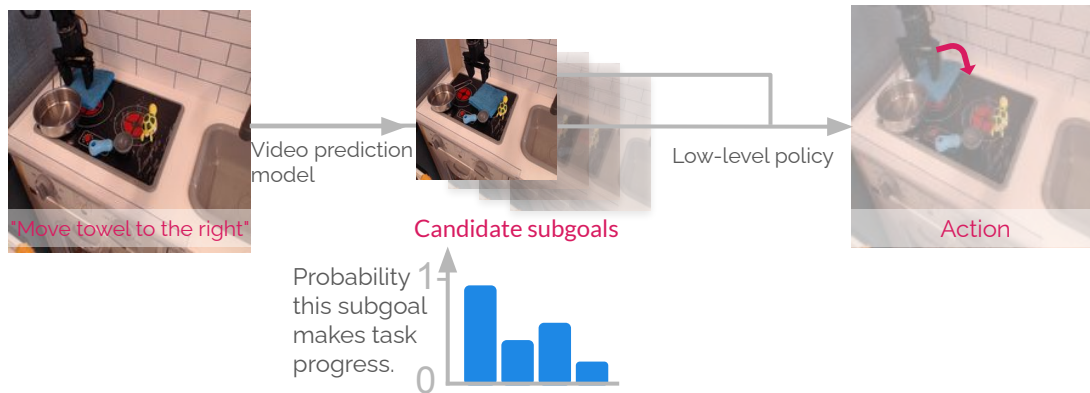 Video prediction
model
Low-level policy
"Move towel to the right"
Candidate subgoals
Action
Probability
this subgoal
makes task
progress.
1
0